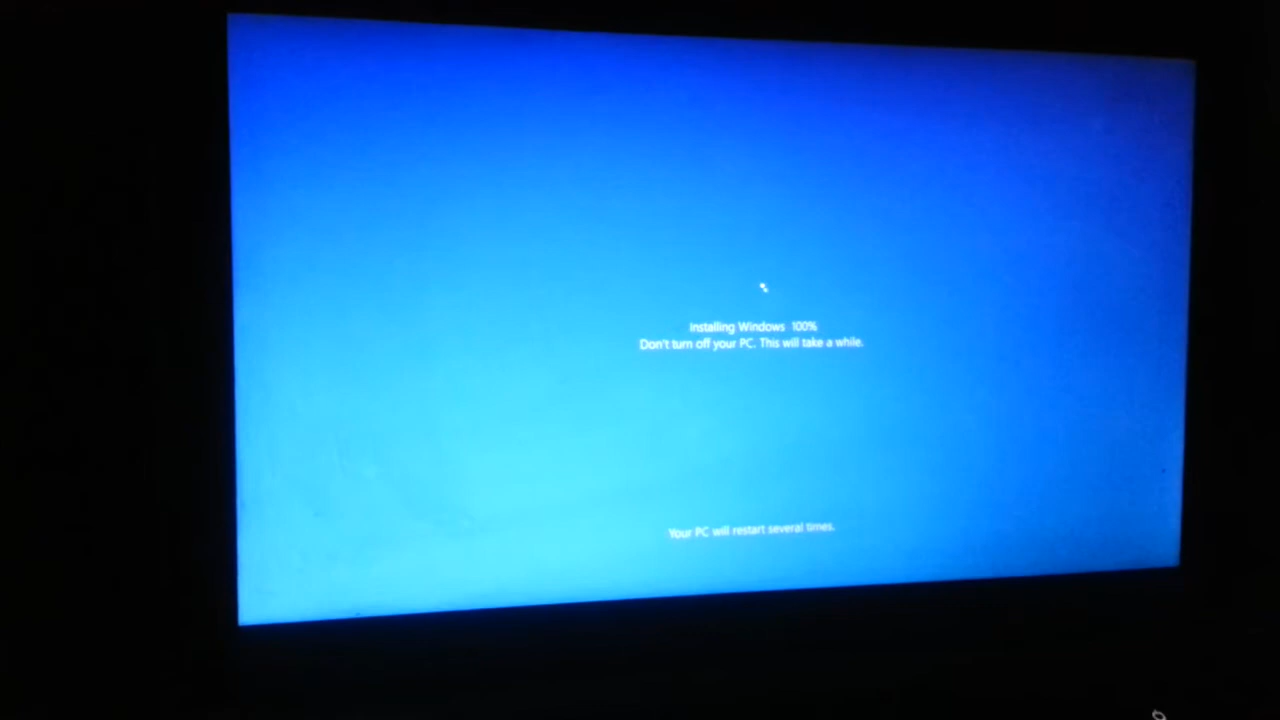 Installing Windows  100%
Don't turn off your PC. This will take a while.
Your PC will restart several times.